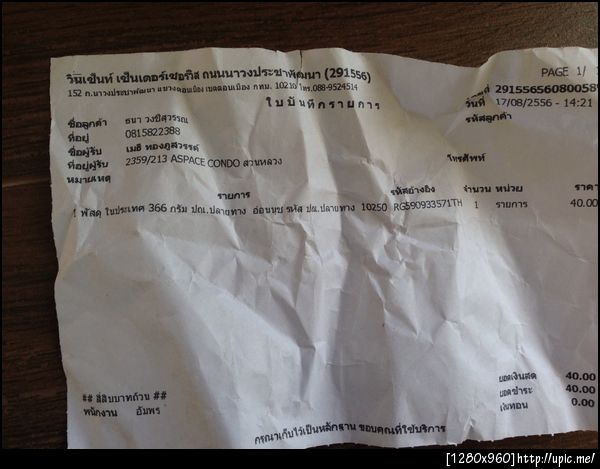 วินเซ็นท์ เซ็นเตอร์เซอร์วิส ถนนนาวงประชาพัฒนา (291556)
PAGE 1/
152 ถ.นาวงประชาพัฒนา แขวงดอนเมือง เขตดอนเมือง กทม. 10210 โทร.088-9524514
29155656080058
ใบบันทึกรายการ
วันที่ 17/08/2556 - 14:21
ชื่อลูกค้า ธนา วงษ์สุวรรณ
รหัสลูกค้า
ที่อยู่ 0815822388
ชื่อผู้รับ เมธี ทองภูสวรรค์
ที่อยู่ผู้รับ 2359/213 ASPACE CONDO สวนหลวง
โทรศัพท์
หมายเหตุ
รายการ รหัสอ้างอิง จำนวน หน่วย ราคา
1 พัสดุ ในประเทศ 366 กรัม ปณ.ปลายทาง อ่อนนุช รหัส ปณ.ปลายทาง 10250 RG590933571TH 1 รายการ 40.00
ยอดเงินสด 40.00
## สี่สิบบาทถ้วน ##
ยอดชำระ 40.00
พนักงาน อัมพร
เงินทอน 0.00
กรุณาเก็บไว้เป็นหลักฐาน ขอบคุณที่ใช้บริการ
[1280x960]http://upic.me/